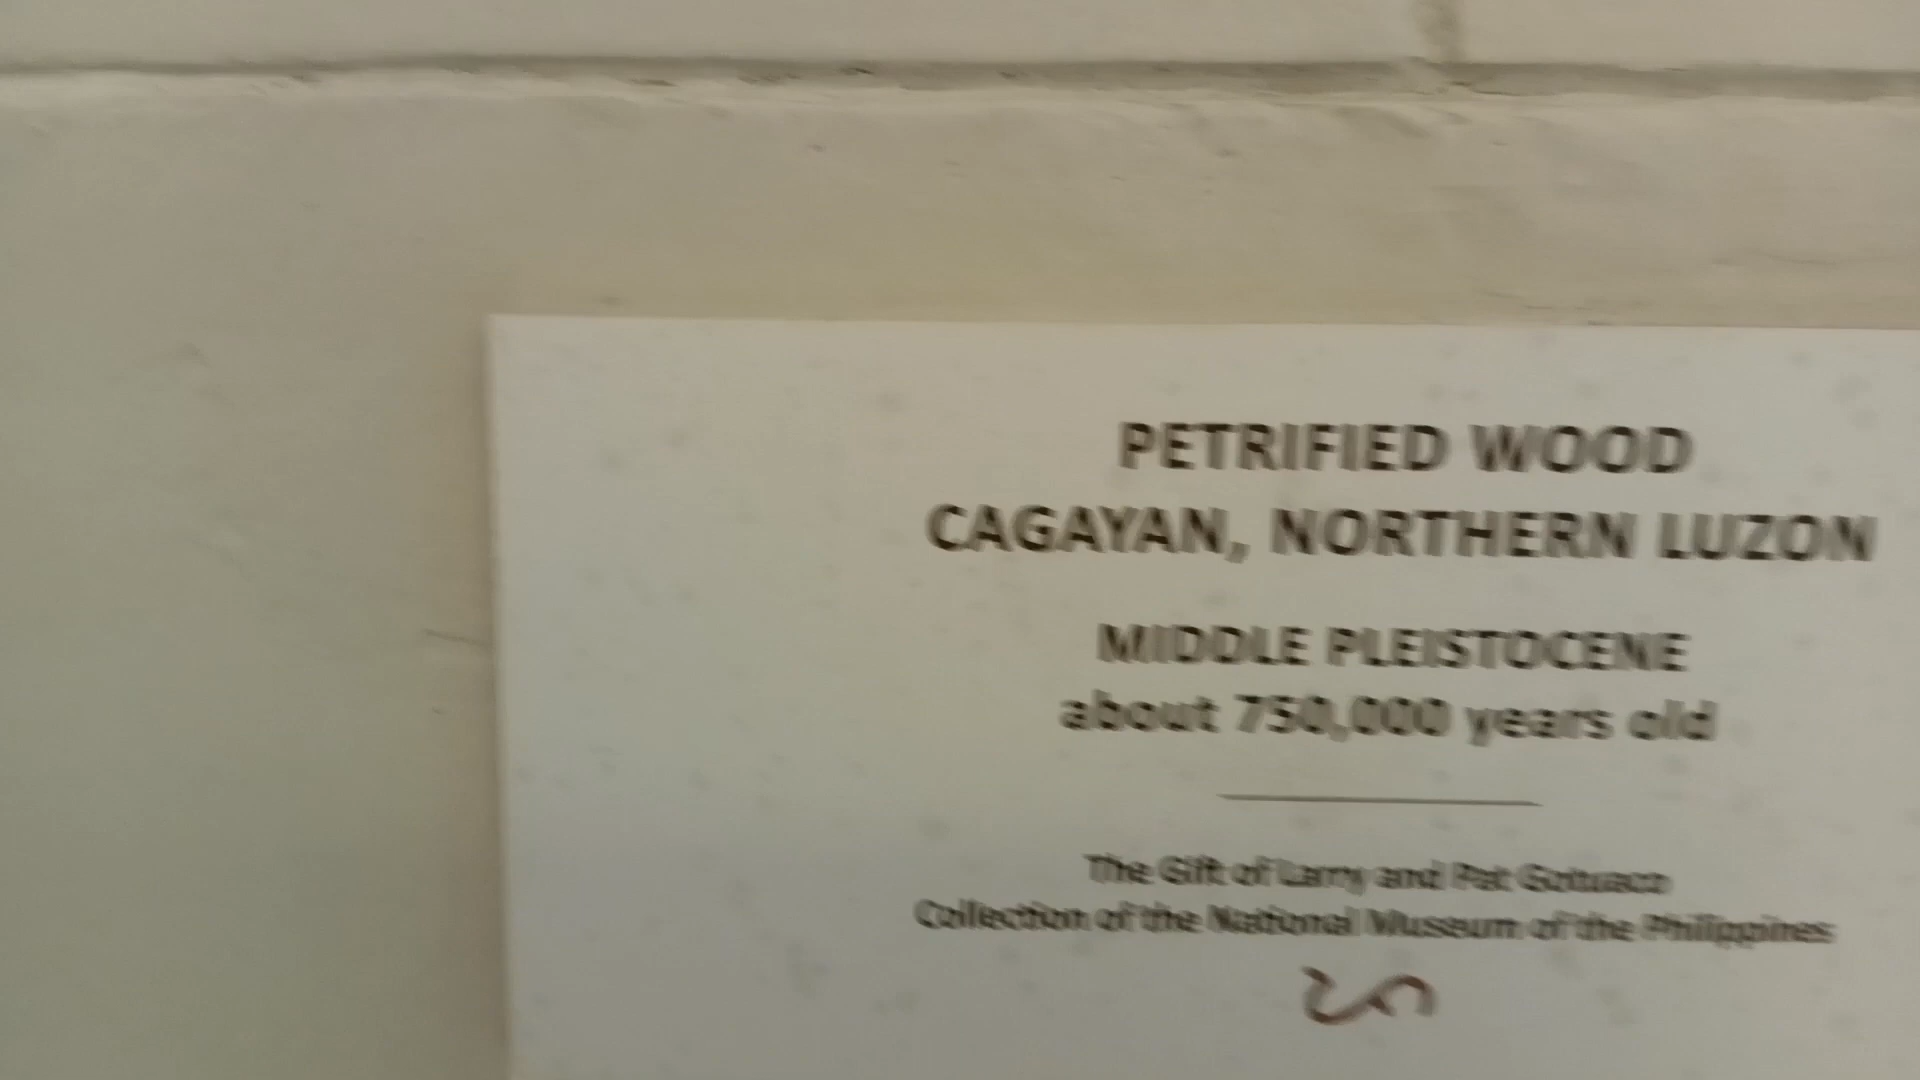 PETRIFIED WOOD
CAGAYAN, NORTHERN LUZON
MIDDLE PLEISTOCENE
about 750,000 years old
The Gift of Larry and Pat Gotuaco
Collection of the National Museum of the Philippines